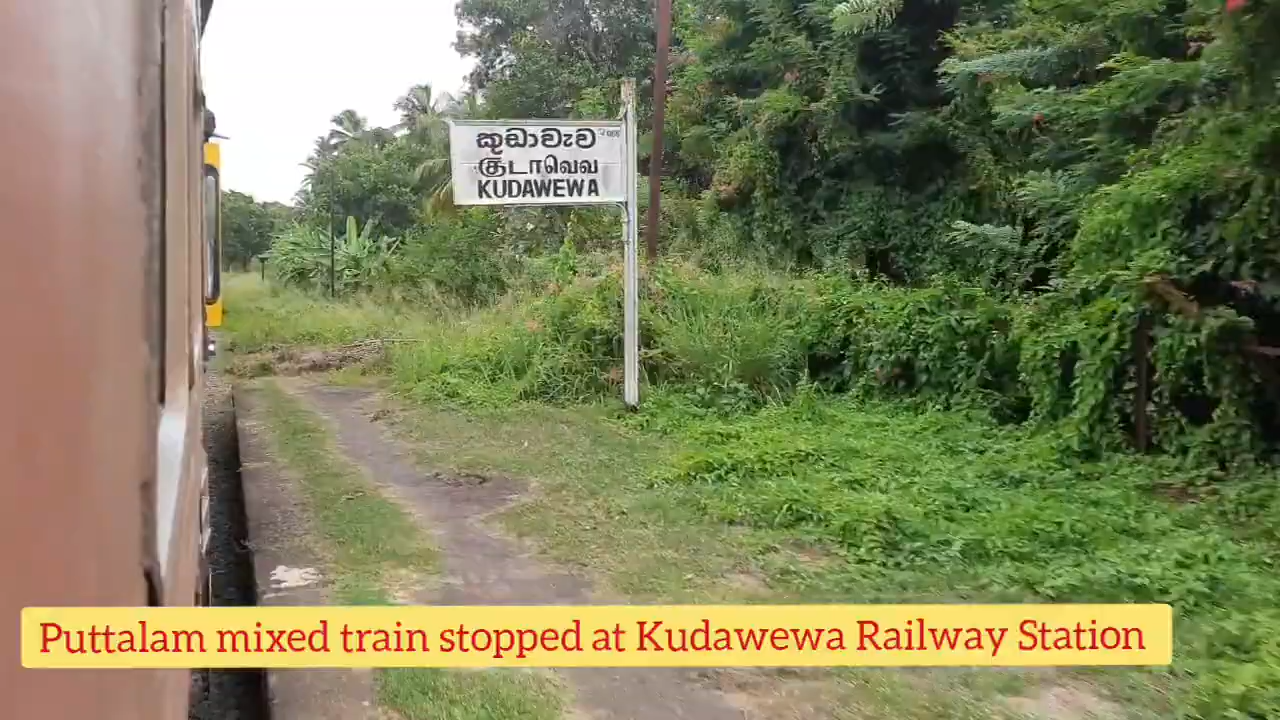 කුඩාවැව
குடாவெவ
KUDAWEWA
Puttalam mixed train stopped at Kudawewa Railway Station